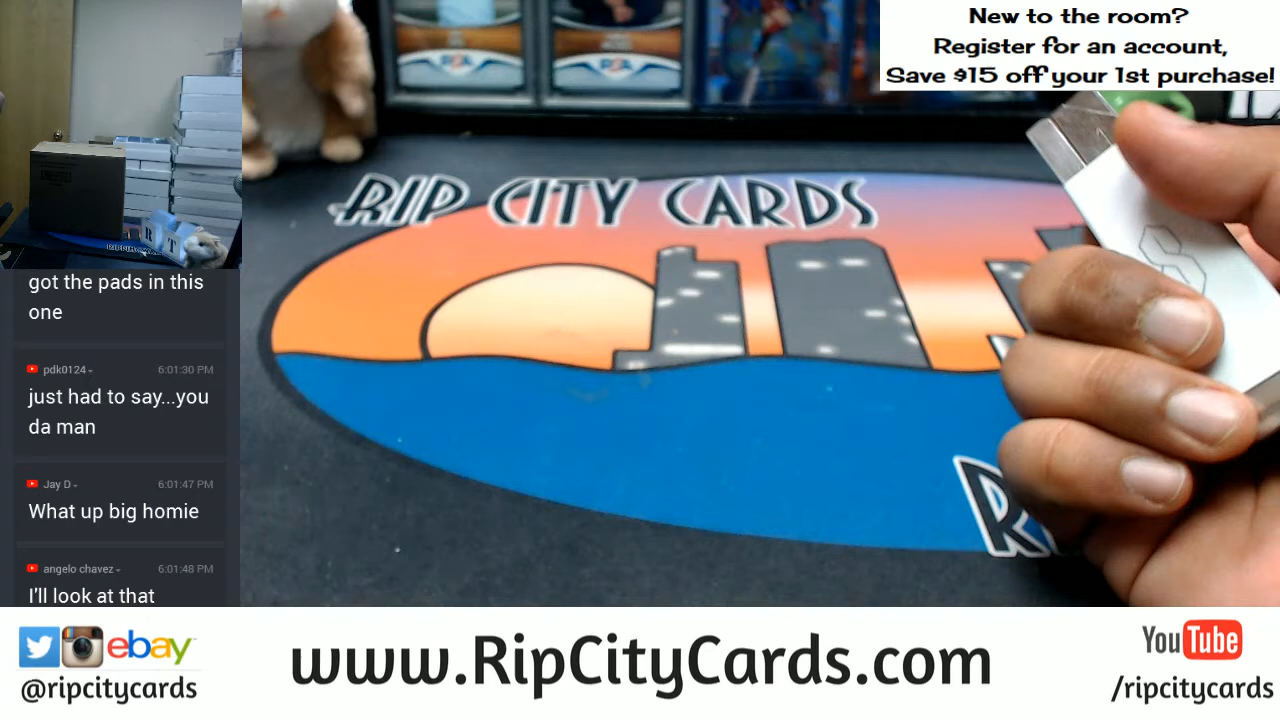 New to the room?
Register for an account,
Save $15 off your 1st purchase!
RIP CITY CARDS
S
R T
got the pads in this
one
pdk0124
6:01:30 PM
just had to say...you
da man
Jay D
6:01:47 PM
What up big homie
angelo chavez
6:01:48 PM
I'll look at that
ebay
@ripcitycards
www.RipCityCards.com
YouTube
/ripcitycards